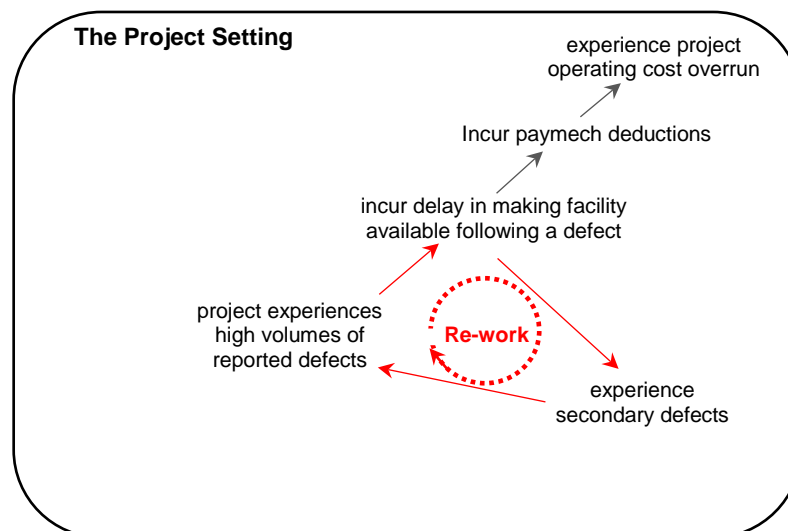 The Project Setting
experience project
operating cost overrun
Incur paymech deductions
incur delay in making facility
available following a defect
project experiences
high volumes of
reported defects
Re-work
experience
secondary defects